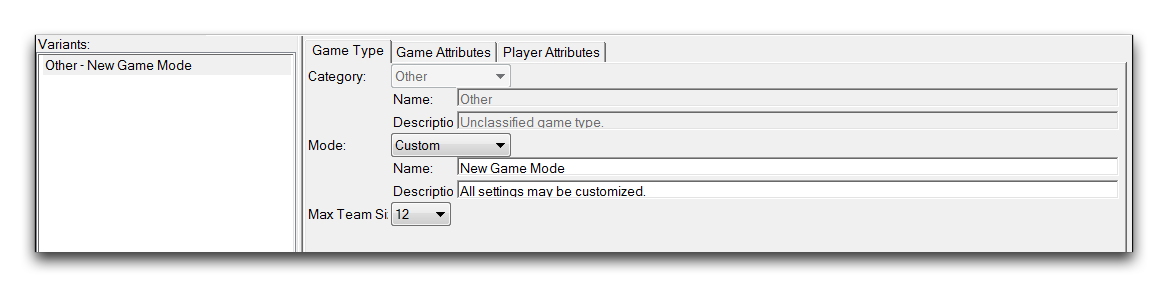 Variants:
Other - New Game Mode
Game Type
Game Attributes
Player Attributes
Category:
Other
Name:
Other
Descriptio
Unclassified game type.
Mode:
Custom
Name:
New Game Mode
Descriptio
All settings may be customized.
Max Team Si
12